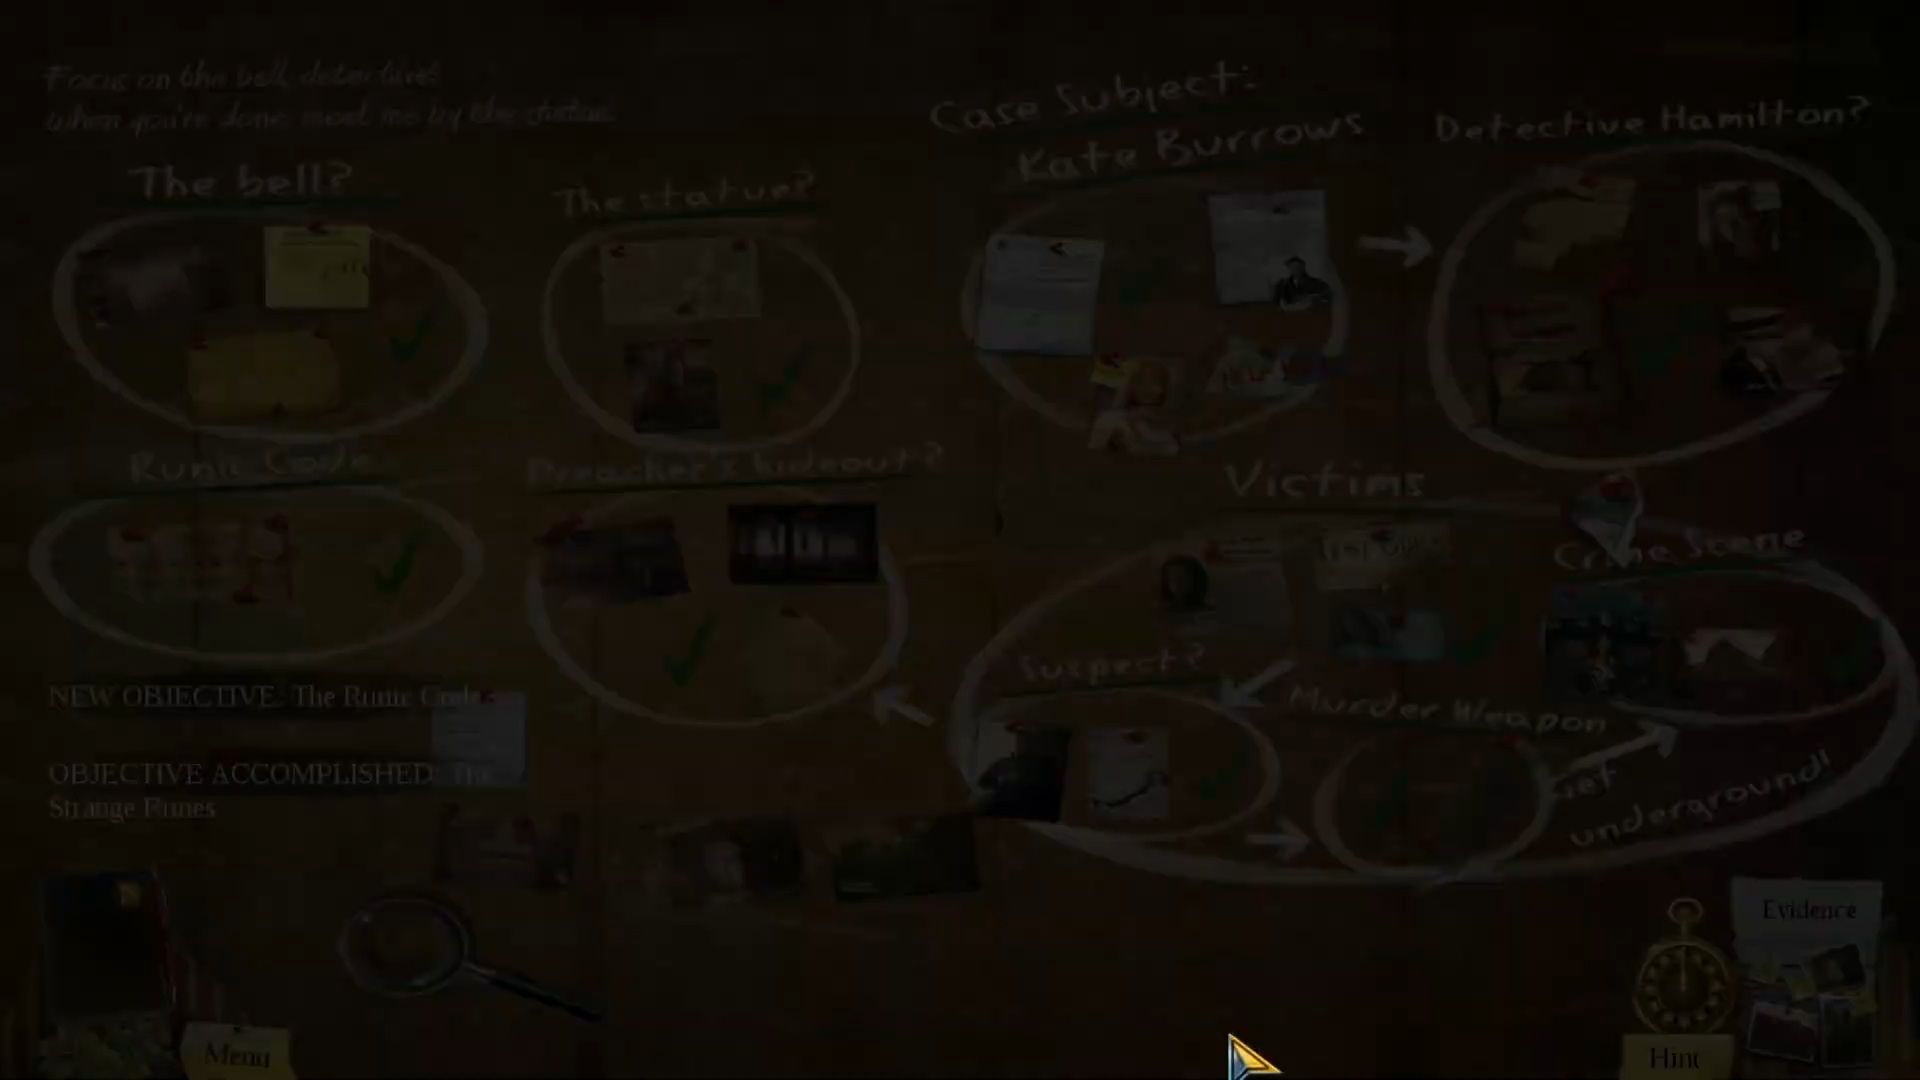 Focus on the bell, detective!
When you're done, meet me by the statue.
Case Subject:
Kate Burrows
Detective Hamilton?
The bell?
The statue?
Runic Code
Preacher's hideout?
Victims
Crime Scene
Suspect?
Murder Weapon
Get
underground!
NEW OBJECTIVE: The Runic Code
OBJECTIVE ACCOMPLISHED: The
Strange Runes
Menu
Evidence
Hint